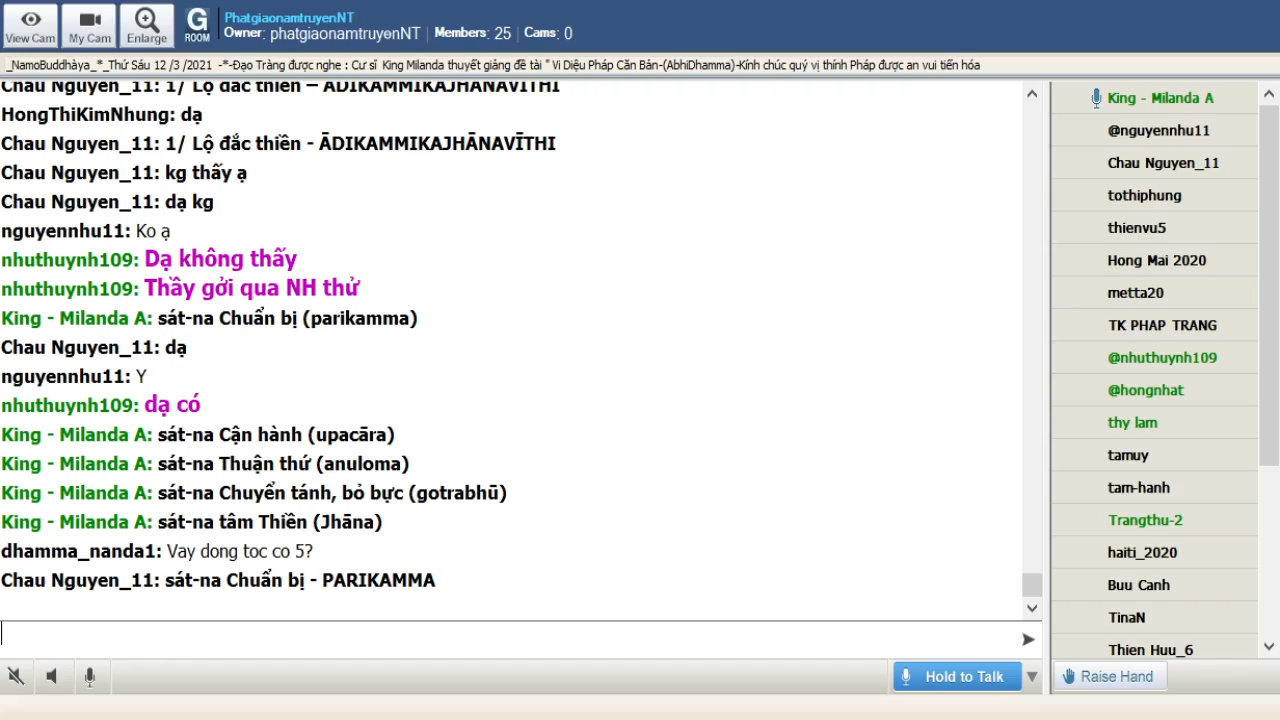 View Cam
My Cam
Enlarge
G
ROOM
PhatgiaonamtruyenNT
Owner: phatgiaonamtruyenNT | Members: 25 | Cams: 0
_NamoBuddhàya_*_Thứ Sáu 12 /3 /2021 -*-Đạo Tràng được nghe : Cư sĩ King Milanda thuyết giảng đề tài " Vi Diệu Pháp Căn Bản-(AbhiDhamma)-Kính chúc quý vị thính Pháp được an vui tiến hóa
Chau Nguyen_11: 1/ Lộ đắc thiền – ĀDIKAMMIKAJHĀNAVĪTHI
HongThiKimNhung: dạ
Chau Nguyen_11: 1/ Lộ đắc thiền - ĀDIKAMMIKAJHĀNAVĪTHI
Chau Nguyen_11: kg thấy ạ
Chau Nguyen_11: dạ kg
nguyennhu11: Ko ạ
nhuthuynh109: Dạ không thấy
nhuthuynh109: Thầy gởi qua NH thử
King - Milanda A: sát-na Chuẩn bị (parikamma)
Chau Nguyen_11: dạ
nguyennhu11: Y
nhuthuynh109: dạ có
King - Milanda A: sát-na Cận hành (upacāra)
King - Milanda A: sát-na Thuận thứ (anuloma)
King - Milanda A: sát-na Chuyển tánh, bỏ bực (gotrabhū)
King - Milanda A: sát-na tâm Thiền (Jhāna)
dhamma_nanda1: Vay dong toc co 5?
Chau Nguyen_11: sát-na Chuẩn bị - PARIKAMMA
King - Milanda A
@nguyennhu11
Chau Nguyen_11
tothiphung
thienvu5
Hong Mai 2020
metta20
TK PHAP TRANG
@nhuthuynh109
@hongnhat
thy lam
tamuy
tam-hanh
Trangthu-2
haiti_2020
Buu Canh
TinaN
Thien Huu_6
Hold to Talk
Raise Hand